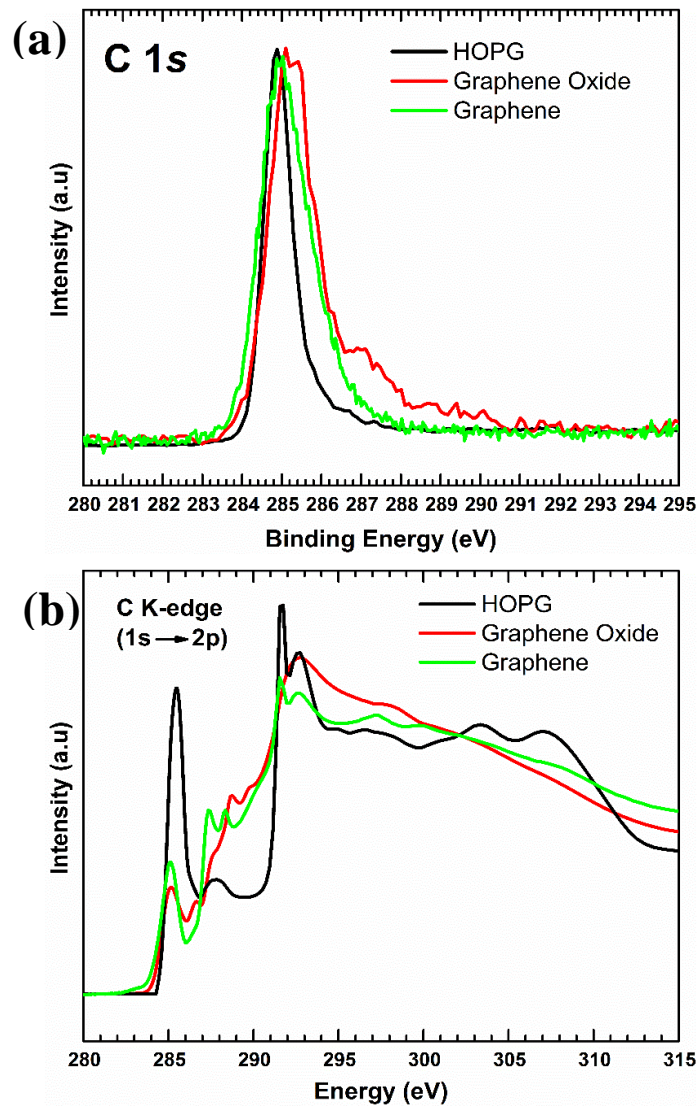 (a)
C 1s
HOPG
Graphene Oxide
Graphene
Intensity (a.u)
280 281 282 283 284 285 286 287 288 289 290 291 292 293 294 295
Binding Energy (eV)
(b)
C K-edge
(1s→2p)
HOPG
Graphene Oxide
Graphene
Intensity (a.u)
280 285 290 295 300 305 310 315
Energy (eV)